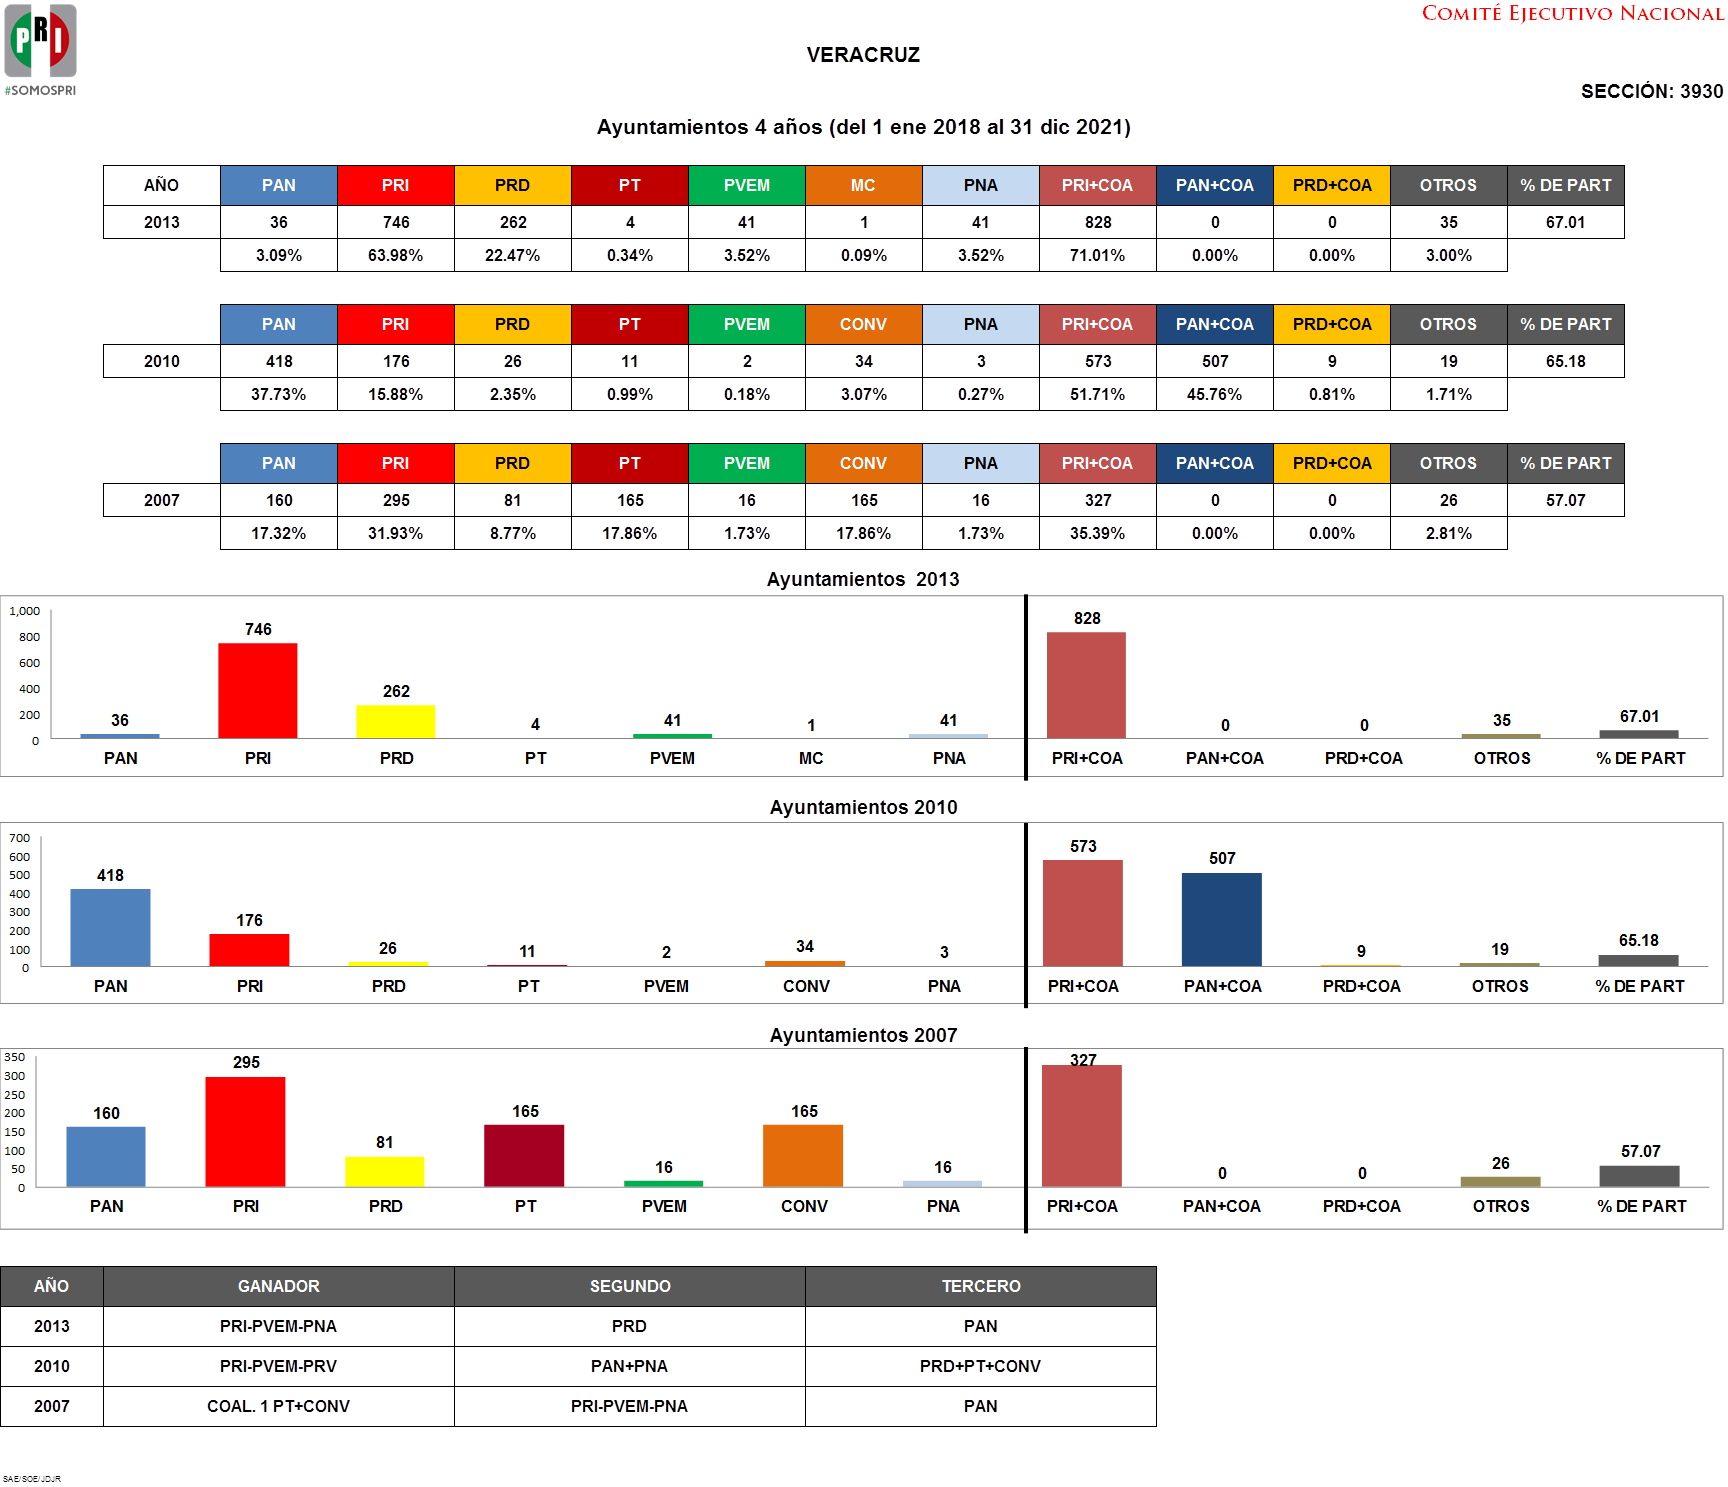 COMITÉ EJECUTIVO NACIONAL
PRI
#SOMOSPRI
VERACRUZ
SECCIÓN: 3930
Ayuntamientos 4 años (del 1 ene 2018 al 31 dic 2021)
AÑO PAN PRI PRD PT PVEM MC PNA PRI+COA PAN+COA PRD+COA OTROS % DE PART
2013 36 746 262 4 41 1 41 828 0 0 35 67.01
3.09% 63.98% 22.47% 0.34% 3.52% 0.09% 3.52% 71.01% 0.00% 0.00% 3.00%
PAN PRI PRD PT PVEM CONV PNA PRI+COA PAN+COA PRD+COA OTROS % DE PART
2010 418 176 26 11 2 34 3 573 507 9 19 65.18
37.73% 15.88% 2.35% 0.99% 0.18% 3.07% 0.27% 51.71% 45.76% 0.81% 1.71%
PAN PRI PRD PT PVEM CONV PNA PRI+COA PAN+COA PRD+COA OTROS % DE PART
2007 160 295 81 165 16 165 16 327 0 0 26 57.07
17.32% 31.93% 8.77% 17.86% 1.73% 17.86% 1.73% 35.39% 0.00% 0.00% 2.81%
Ayuntamientos 2013
1,000
800
600
400
200
0
36 746 262 4 41 1 41 828 0 0 35 67.01
PAN PRI PRD PT PVEM MC PNA PRI+COA PAN+COA PRD+COA OTROS % DE PART
Ayuntamientos 2010
700
600
500
400
300
200
100
0
418 176 26 11 2 34 3 573 507 9 19 65.18
PAN PRI PRD PT PVEM CONV PNA PRI+COA PAN+COA PRD+COA OTROS % DE PART
Ayuntamientos 2007
350
300
250
200
150
100
50
0
160 295 81 165 16 165 16 327 0 0 26 57.07
PAN PRI PRD PT PVEM CONV PNA PRI+COA PAN+COA PRD+COA OTROS % DE PART
AÑO GANADOR SEGUNDO TERCERO
2013 PRI-PVEM-PNA PRD PAN
2010 PRI-PVEM-PRV PAN+PNA PRD+PT+CONV
2007 COAL. 1 PT+CONV PRI-PVEM-PNA PAN
SAE/SOE/JDJR